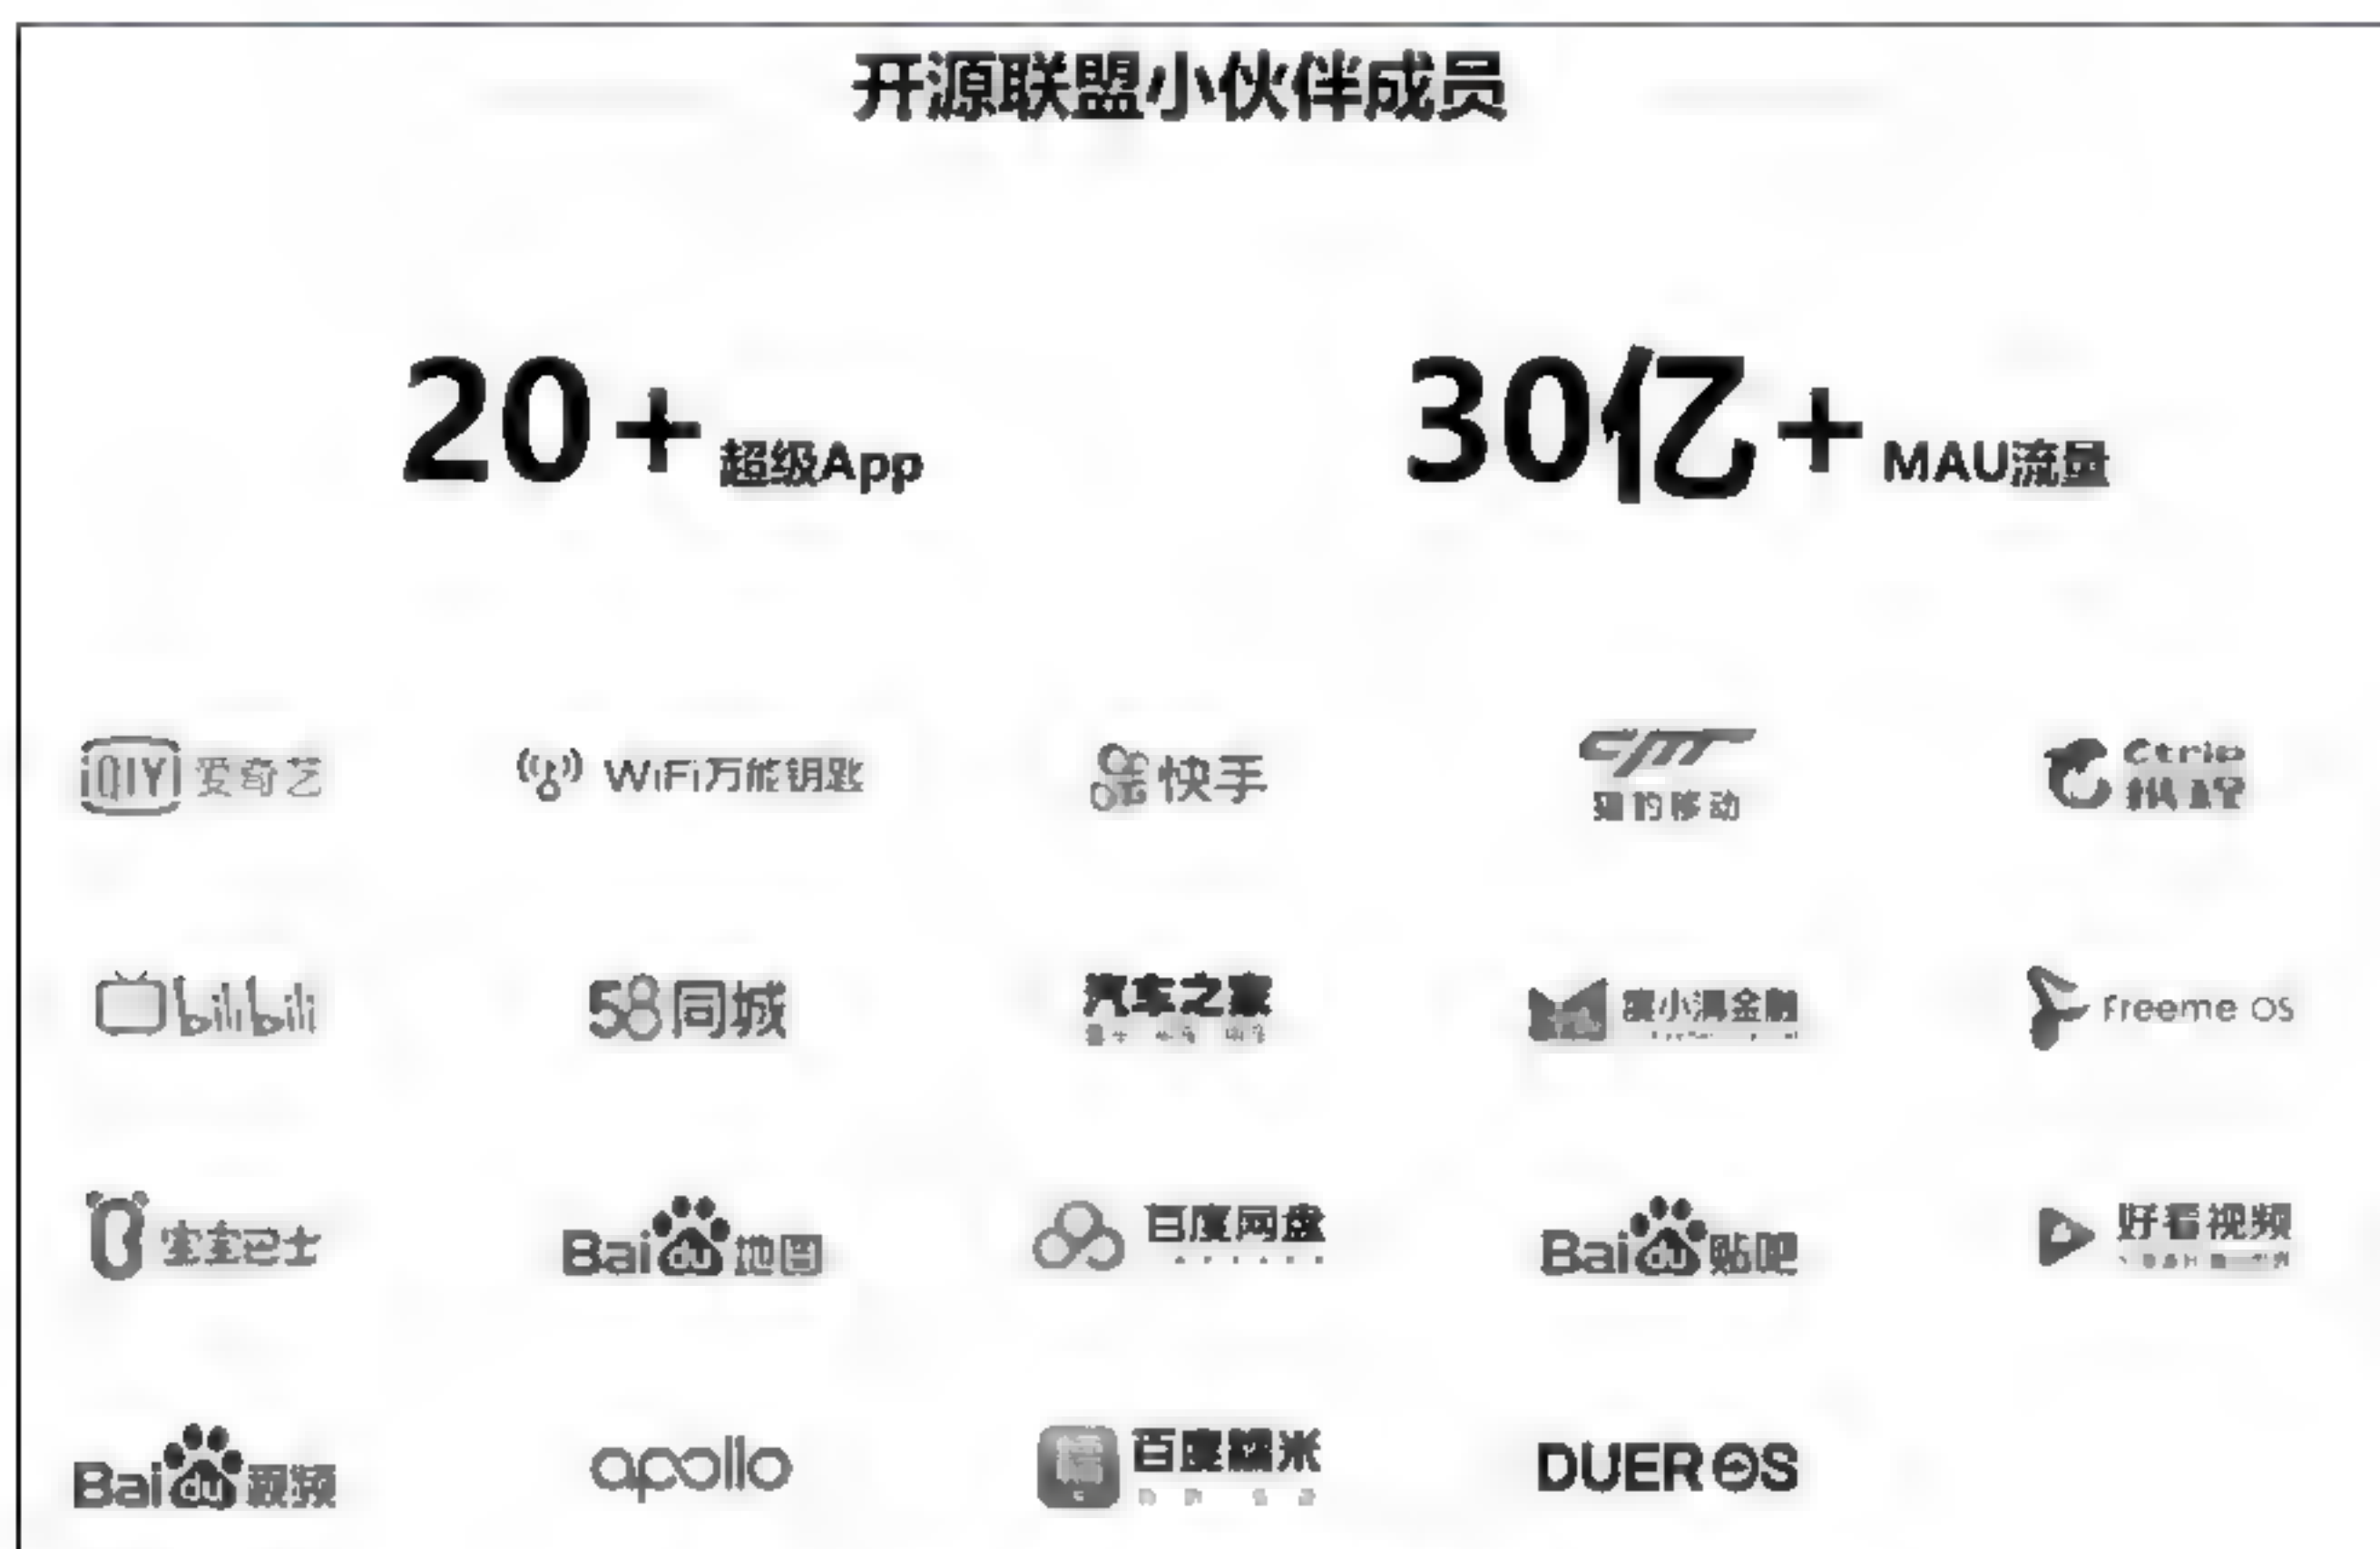 开源联盟小伙伴成员
20+超级App
30亿+MAU流量
iQIYI 爱奇艺
WiFi万能钥匙
快手
cmr
猎豹移动
Ctrip
携程
bilibili
58同城
汽车之家
度小满金融
Freeme OS
宝宝巴士
Baidu地图
百度网盘
Baidu贴吧
好看视频
Baidu视频
apollo
百度糯米
DUEROS